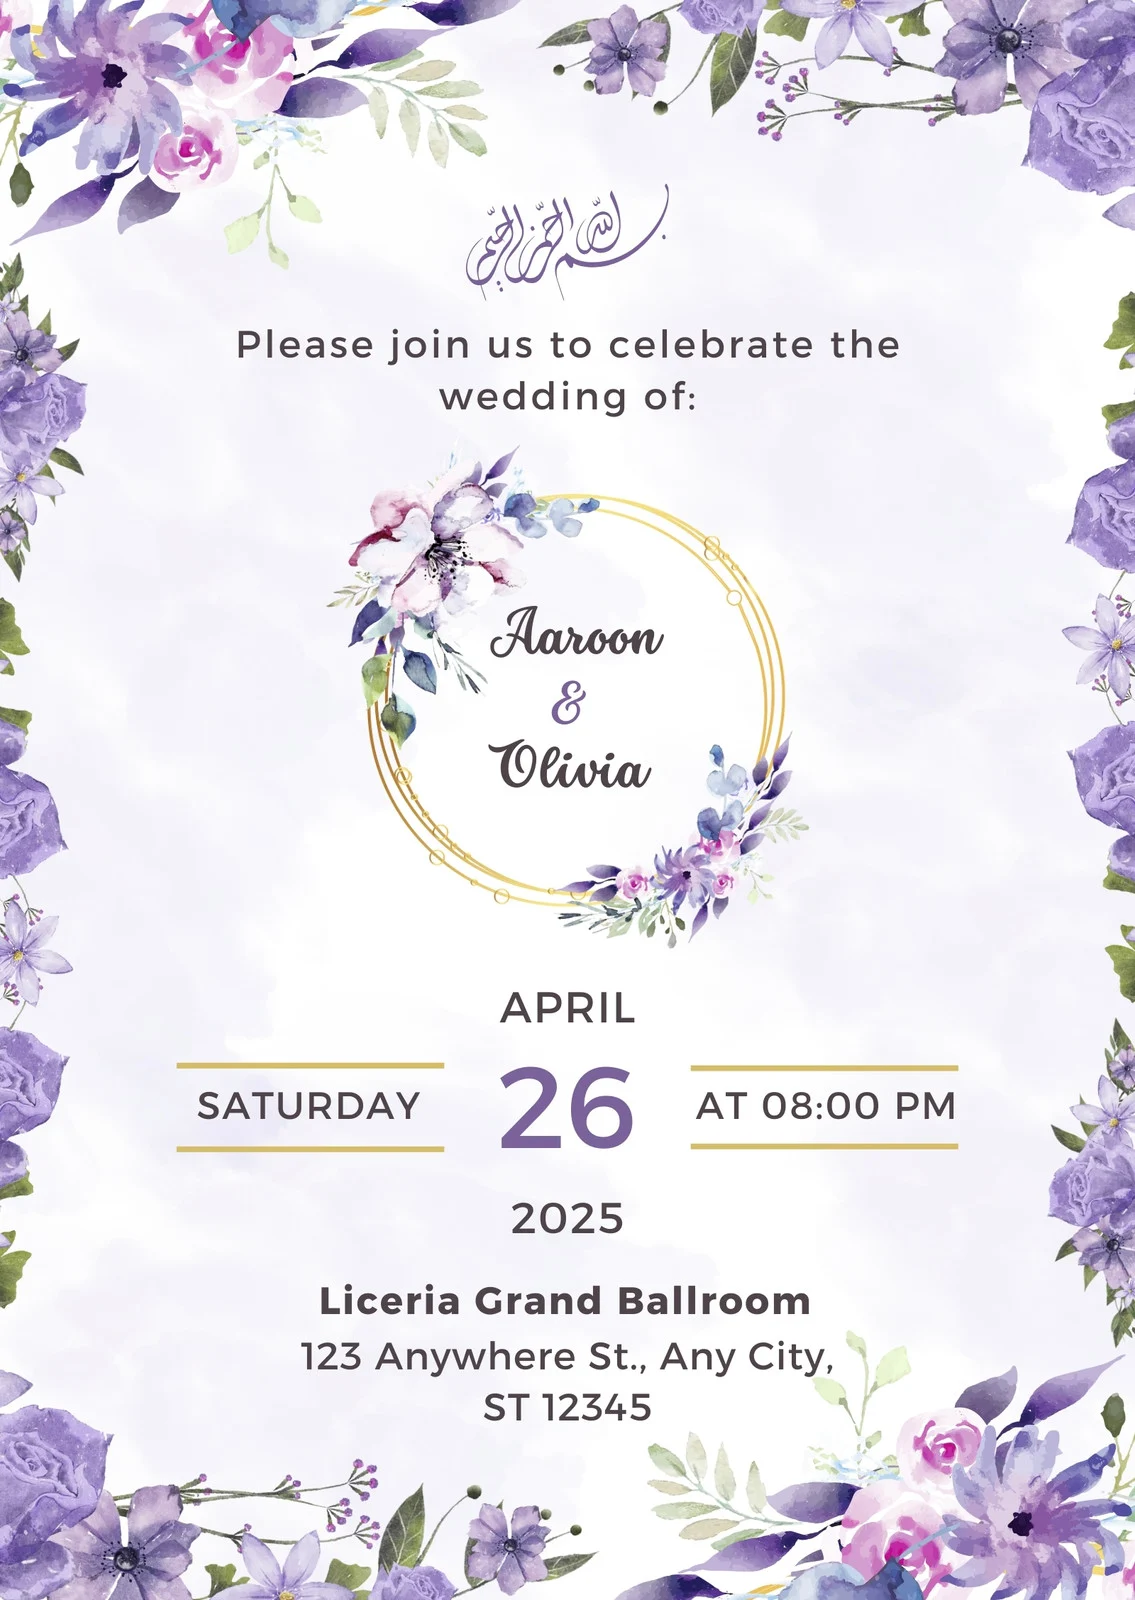 بسم الله الرحمن الرحيم
Please join us to celebrate the
wedding of:
Aaroon
&
Olivia
APRIL
SATURDAY
26
AT 08:00 PM
2025
Liceria Grand Ballroom
123 Anywhere St., Any City,
ST 12345